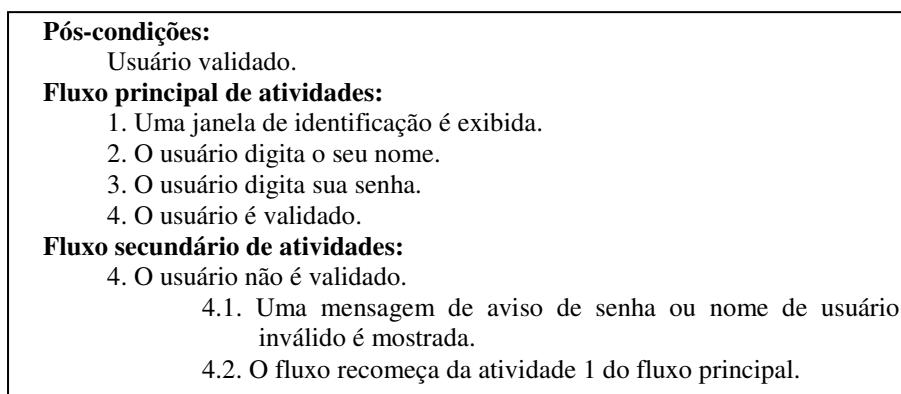 Pós-condições:
Usuário validado.
Fluxo principal de atividades:
1. Uma janela de identificação é exibida.
2. O usuário digita o seu nome.
3. O usuário digita sua senha.
4. O usuário é validado.
Fluxo secundário de atividades:
4. O usuário não é validado.
4.1. Uma mensagem de aviso de senha ou nome de usuário
inválido é mostrada.
4.2. O fluxo recomeça da atividade 1 do fluxo principal.